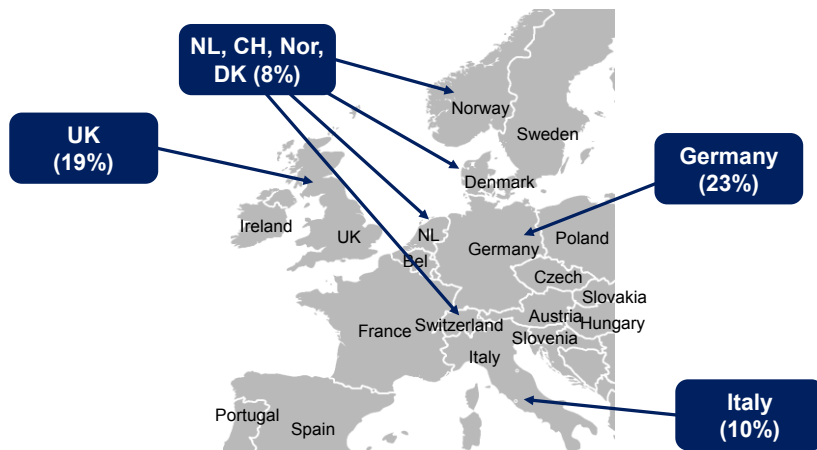 NL, CH, Nor,
DK (8%)
UK
(19%)
Germany
(23%)
Norway
Sweden
Denmark
Ireland
UK
NL
Germany
Poland
Bel
Czech
Slovakia
France
Switzerland
Austria
Hungary
Slovenia
Italy
Portugal
Spain
Italy
(10%)